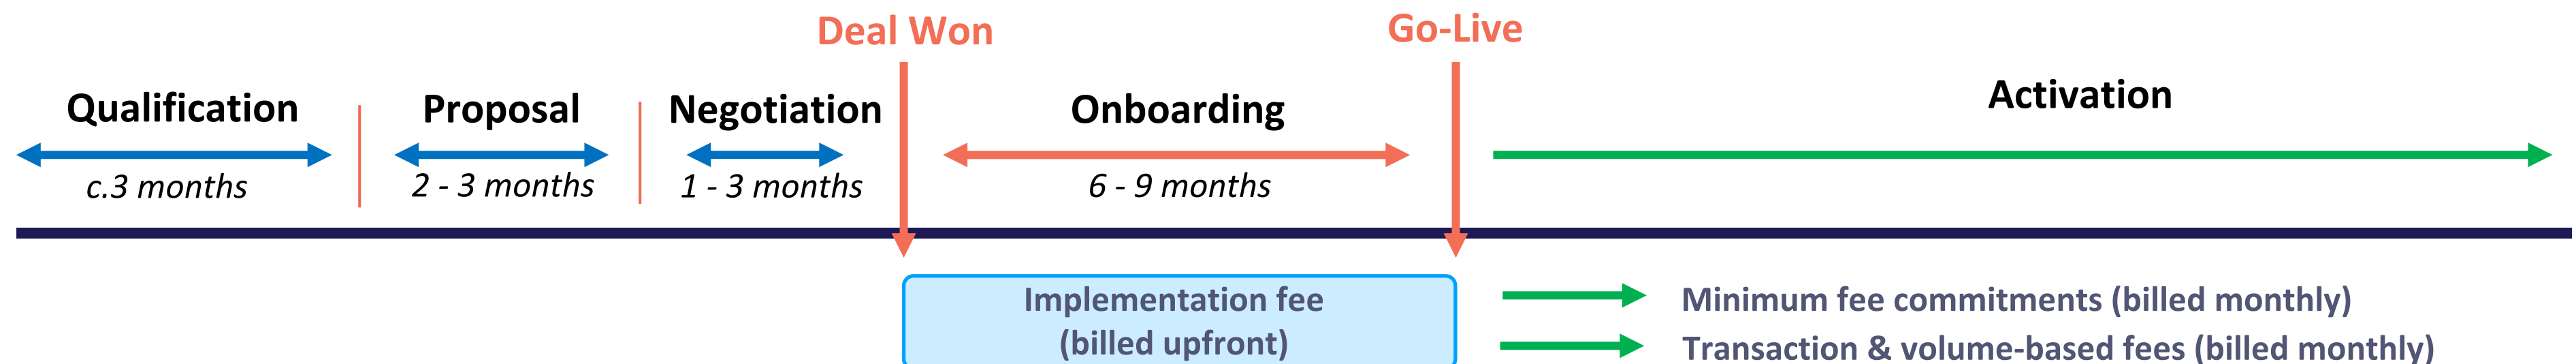 Deal Won
Go-Live
Qualification
Proposal
Negotiation
Onboarding
Activation
c.3 months
2 - 3 months
1 - 3 months
6 - 9 months
Implementation fee
(billed upfront)
Minimum fee commitments (billed monthly)
Transaction & volume-based fees (billed monthly)